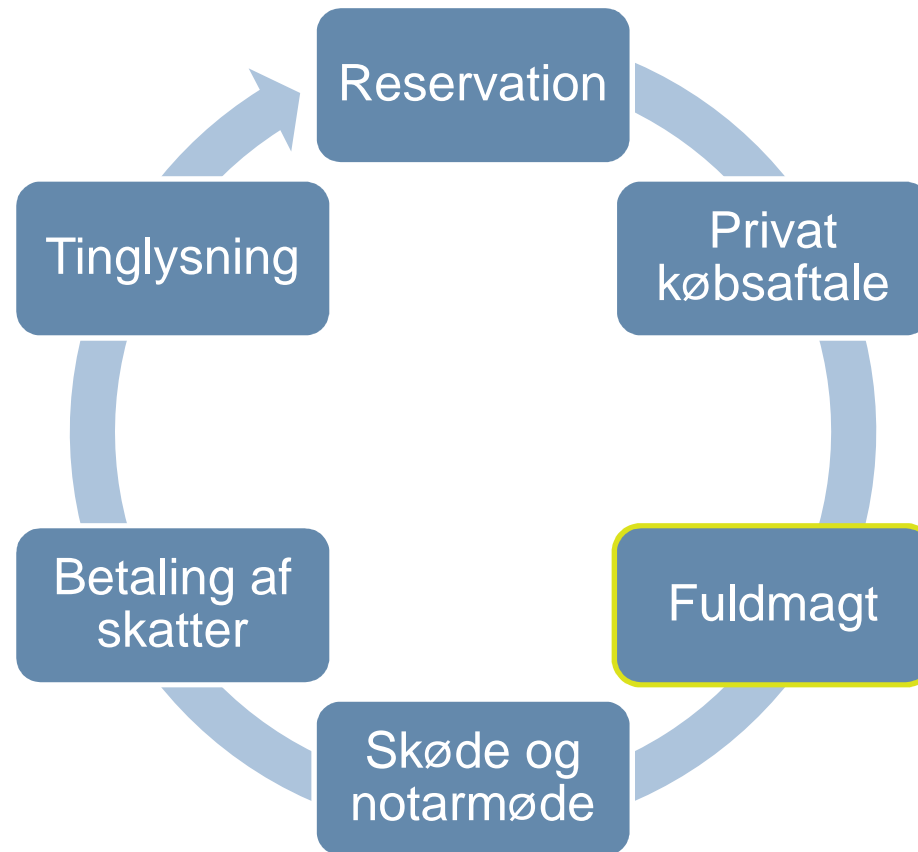 Reservation
Privat
købsaftale
Fuldmagt
Skøde og
notarmøde
Betaling af
skatter
Tinglysning